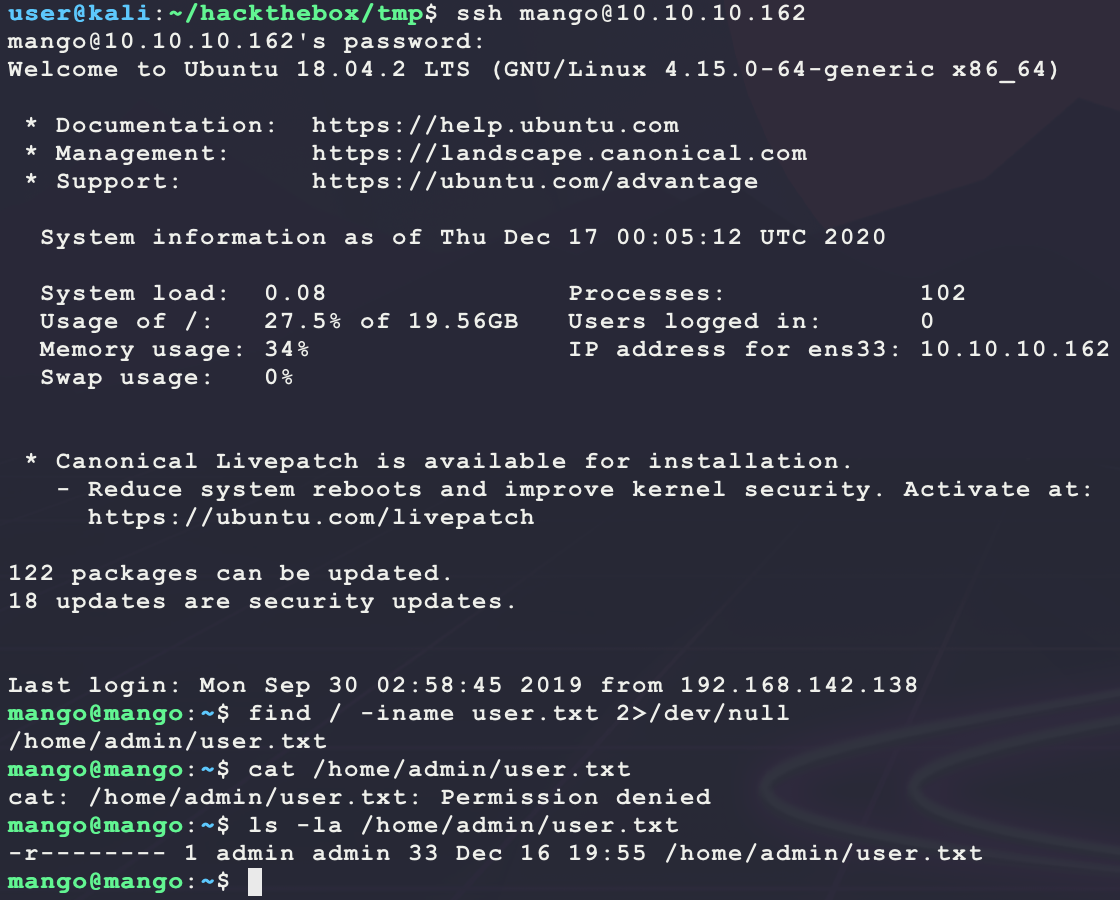 user@kali:~/hackthebox/tmp$ ssh mango@10.10.10.162
mango@10.10.10.162's password:
Welcome to Ubuntu 18.04.2 LTS (GNU/Linux 4.15.0-64-generic x86_64)

 * Documentation:  https://help.ubuntu.com
 * Management:     https://landscape.canonical.com
 * Support:        https://ubuntu.com/advantage

  System information as of Thu Dec 17 00:05:12 UTC 2020

  System load:  0.08               Processes:            102
  Usage of /:   27.5% of 19.56GB   Users logged in:      0
  Memory usage: 34%                IP address for ens33: 10.10.10.162
  Swap usage:   0%


 * Canonical Livepatch is available for installation.
   - Reduce system reboots and improve kernel security. Activate at:
     https://ubuntu.com/livepatch

122 packages can be updated.
18 updates are security updates.


Last login: Mon Sep 30 02:58:45 2019 from 192.168.142.138
mango@mango:~$ find / -iname user.txt 2>/dev/null
/home/admin/user.txt
mango@mango:~$ cat /home/admin/user.txt
cat: /home/admin/user.txt: Permission denied
mango@mango:~$ ls -la /home/admin/user.txt
-r-------- 1 admin admin 33 Dec 16 19:55 /home/admin/user.txt
mango@mango:~$